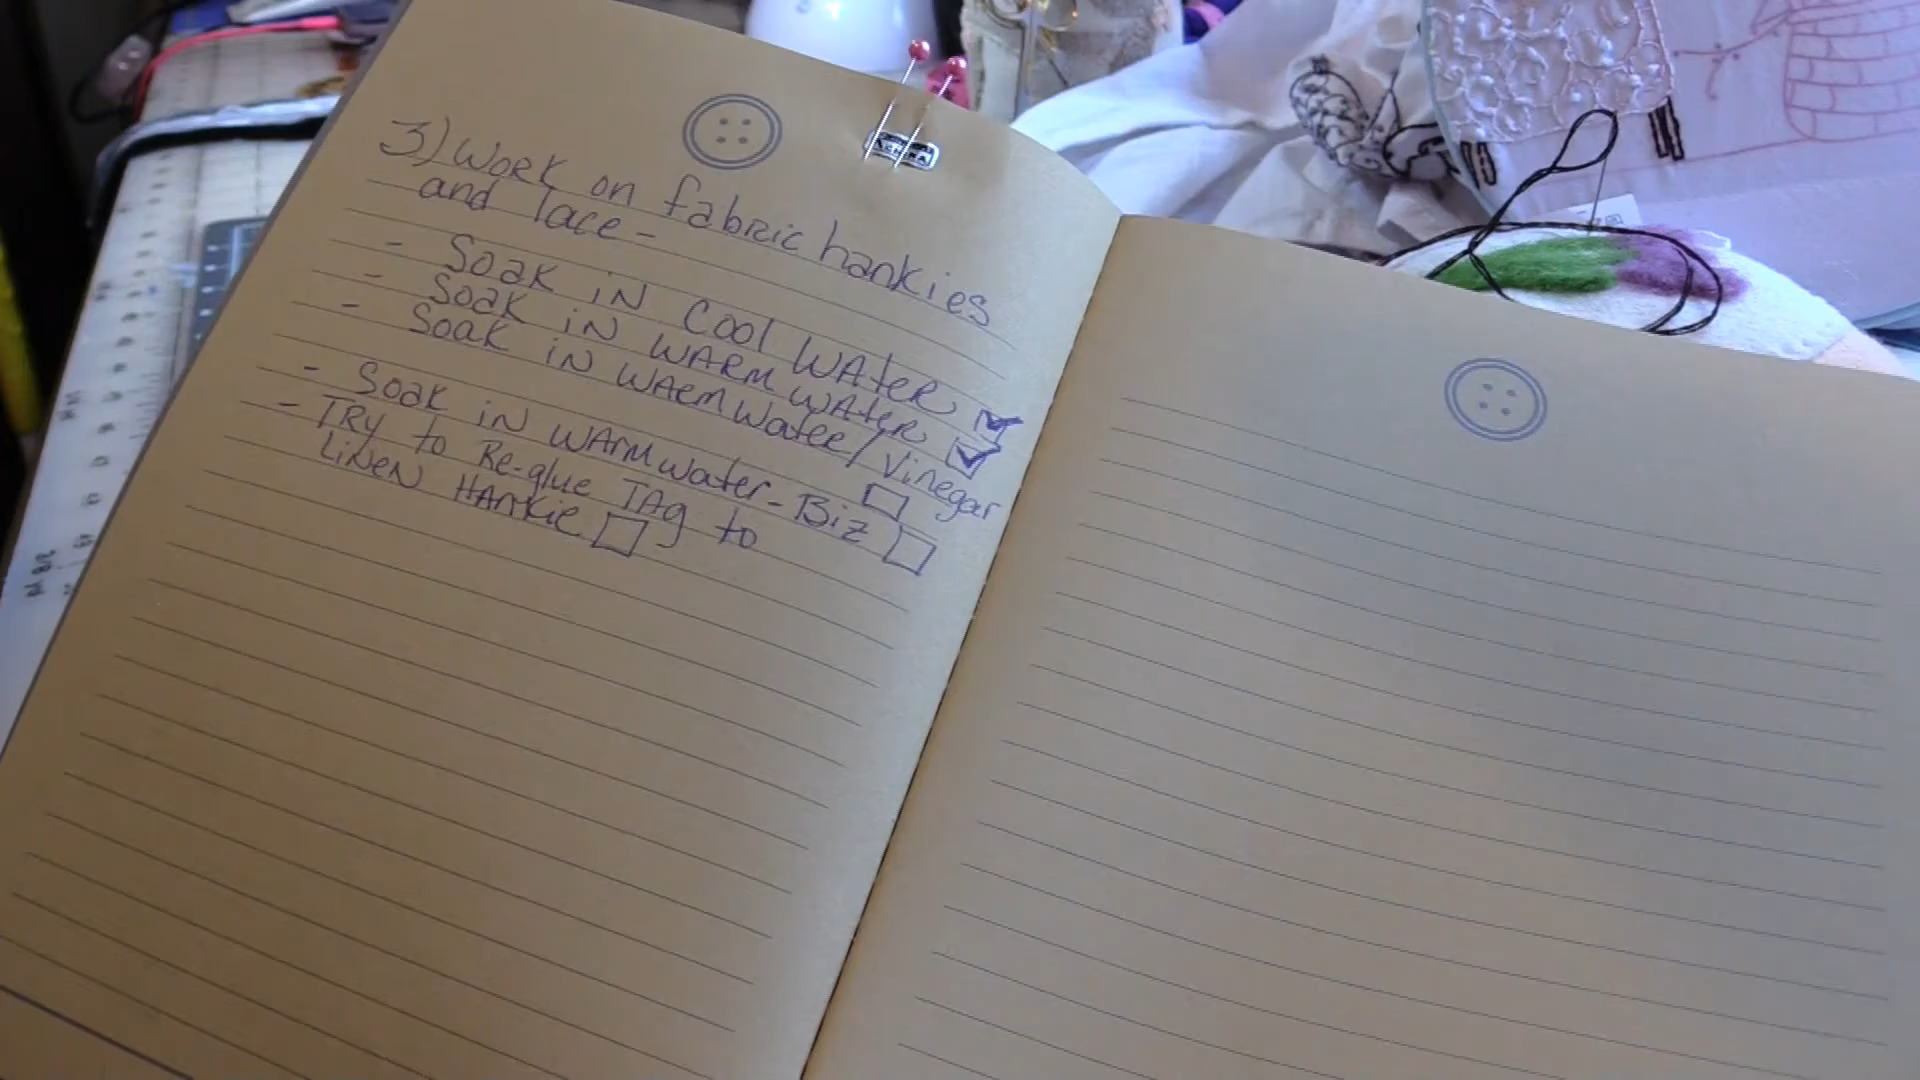 3) WORK on fabric hankies
and lace -
- Soak iN Cool WAteR
- Soak iN WARM WAteR
- Soak iN WARM Water/Vinegar
- Soak iN WArm water - Biz
- TRy to Re-glue TAg to
LiNeN HANkie